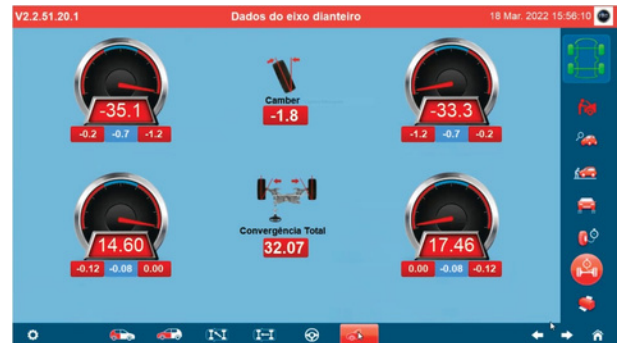 V2.2.51.20.1 Dados do eixo dianteiro 18 Mar. 2022 15:56:10
-35.1
-0.2 -0.7 -1.2
Camber
-1.8
-33.3
-1.2 -0.7 -0.2
14.60
-0.12 -0.08 0.00
Convergência Total
32.07
17.46
0.00 -0.08 -0.12